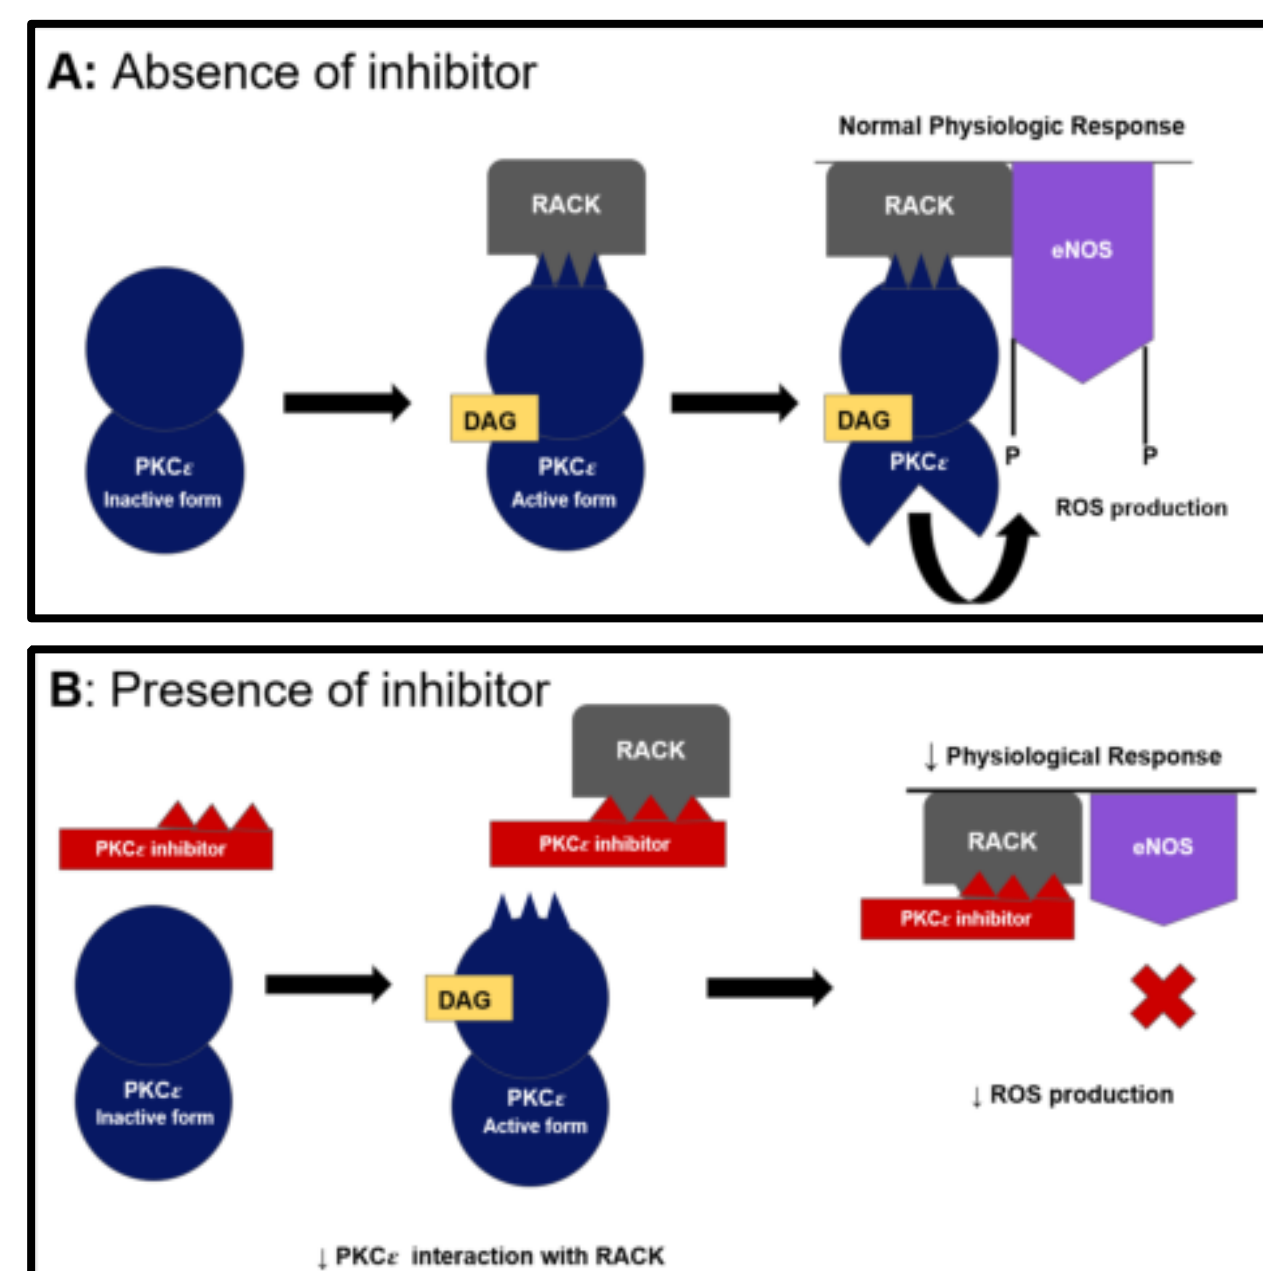 A: Absence of inhibitor
Normal Physiologic Response
RACK
RACK
eNOS
DAG
DAG
PKCε
Inactive form
PKCε
Active form
PKCε
P
P
ROS production
B: Presence of inhibitor
RACK
↓ Physiological Response
PKCε inhibitor
PKCε inhibitor
RACK
eNOS
PKCε inhibitor
DAG
PKCε
Inactive form
PKCε
Active form
↓ ROS production
↓ PKCε interaction with RACK